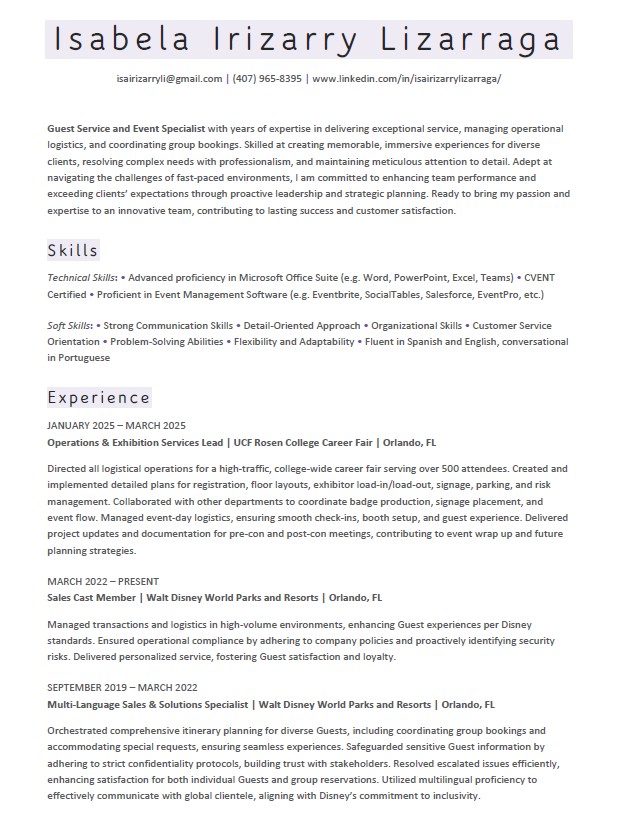 Isabela Irizarry Lizarraga
isairizarryli@gmail.com | (407) 965-8395 | www.linkedin.com/in/isairizarrylizarraga/
Guest Service and Event Specialist with years of expertise in delivering exceptional service, managing operational
logistics, and coordinating group bookings. Skilled at creating memorable, immersive experiences for diverse
clients, resolving complex needs with professionalism, and maintaining meticulous attention to detail. Adept at
navigating the challenges of fast-paced environments, I am committed to enhancing team performance and
exceeding clients’ expectations through proactive leadership and strategic planning. Ready to bring my passion and
expertise to an innovative team, contributing to lasting success and customer satisfaction.
Skills
Technical Skills: • Advanced proficiency in Microsoft Office Suite (e.g. Word, PowerPoint, Excel, Teams) • CVENT
Certified • Proficient in Event Management Software (e.g. Eventbrite, SocialTables, Salesforce, EventPro, etc.)
Soft Skills: • Strong Communication Skills • Detail-Oriented Approach • Organizational Skills • Customer Service
Orientation • Problem-Solving Abilities • Flexibility and Adaptability • Fluent in Spanish and English, conversational
in Portuguese
Experience
JANUARY 2025 – MARCH 2025
Operations & Exhibition Services Lead | UCF Rosen College Career Fair | Orlando, FL
Directed all logistical operations for a high-traffic, college-wide career fair serving over 500 attendees. Created and
implemented detailed plans for registration, floor layouts, exhibitor load-in/load-out, signage, parking, and risk
management. Collaborated with other departments to coordinate badge production, signage placement, and
event flow. Managed event-day logistics, ensuring smooth check-ins, booth setup, and guest experience. Delivered
project updates and documentation for pre-con and post-con meetings, contributing to event wrap up and future
planning strategies.
MARCH 2022 – PRESENT
Sales Cast Member | Walt Disney World Parks and Resorts | Orlando, FL
Managed transactions and logistics in high-volume environments, enhancing Guest experiences per Disney
standards. Ensured operational compliance by adhering to company policies and proactively identifying security
risks. Delivered personalized service, fostering Guest satisfaction and loyalty.
SEPTEMBER 2019 – MARCH 2022
Multi-Language Sales & Solutions Specialist | Walt Disney World Parks and Resorts | Orlando, FL
Orchestrated comprehensive itinerary planning for diverse Guests, including coordinating group bookings and
accommodating special requests, ensuring seamless experiences. Safeguarded sensitive Guest information by
adhering to strict confidentiality protocols, building trust with stakeholders. Resolved escalated issues efficiently,
enhancing satisfaction for both individual Guests and group reservations. Utilized multilingual proficiency to
effectively communicate with global clientele, aligning with Disney’s commitment to inclusivity.